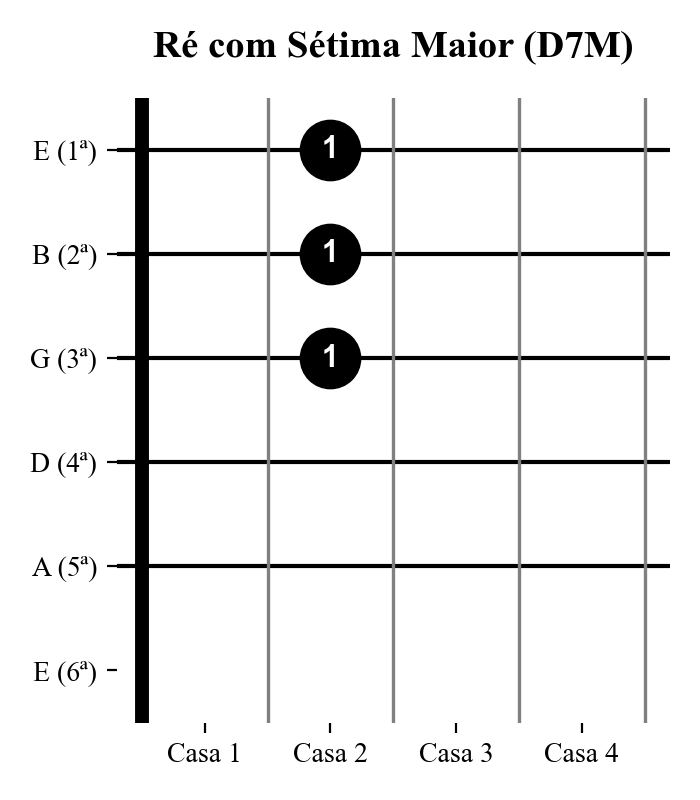 Ré com Sétima Maior (D7M)
E (1ª) 1
B (2ª) 1
G (3ª) 1
D (4ª)
A (5ª)
E (6ª)
Casa 1 Casa 2 Casa 3 Casa 4